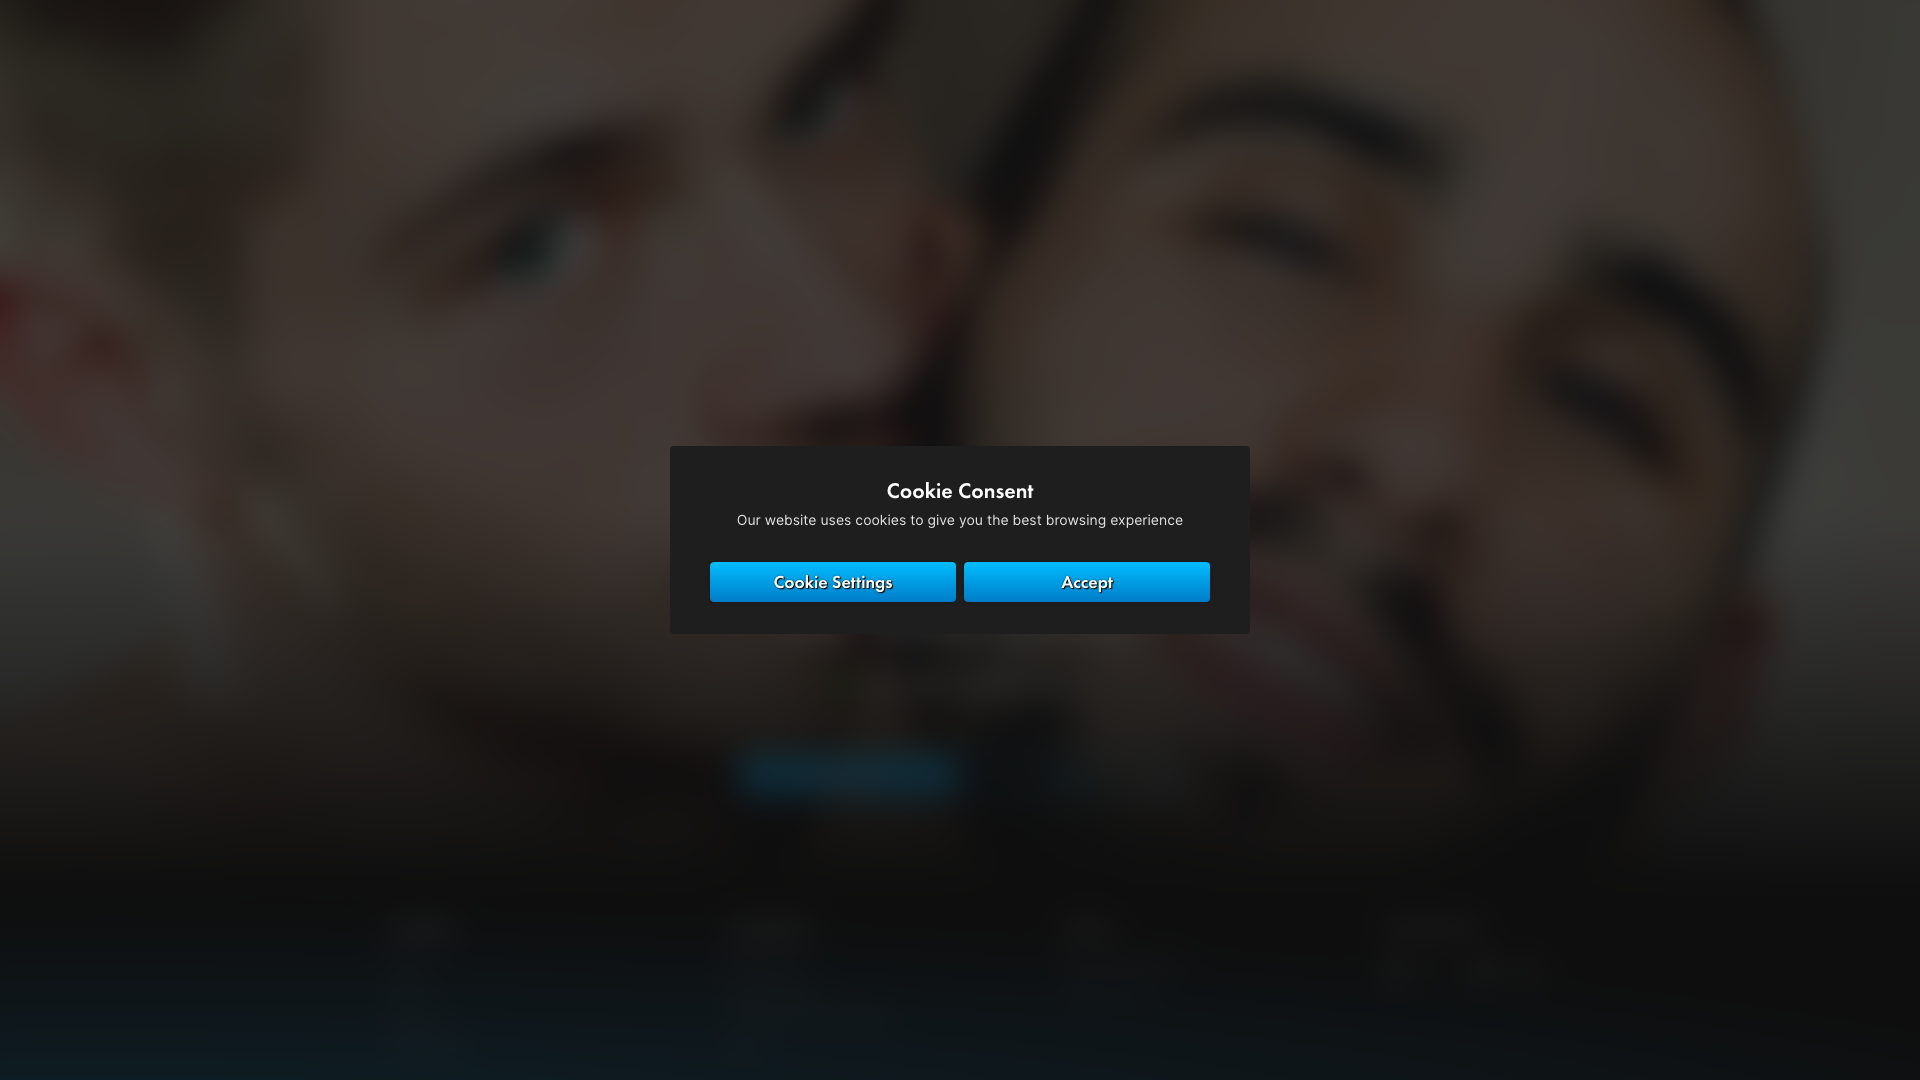 Cookie Consent
Our website uses cookies to give you the best browsing experience
Cookie Settings
Accept